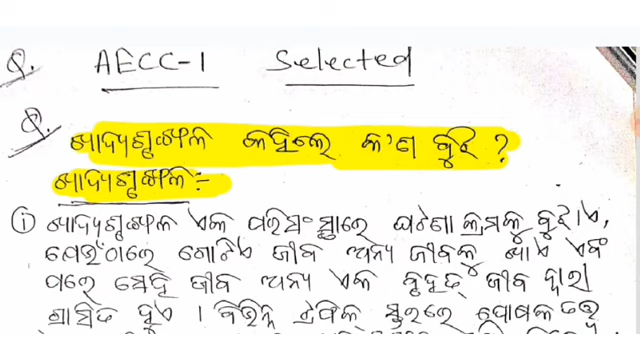 Q. AECC-1 Selected
Q. ଖାଦ୍ୟଶୃଙ୍ଖଳ କହିଲେ କ'ଣ ବୁଝ ?
ଖାଦ୍ୟଶୃଙ୍ଖଳ :-
① ଖାଦ୍ୟଶୃଙ୍ଖଳ ଏକ ପରିସଂସ୍ଥାରେ ଘଟଣା କ୍ରମକୁ ବୁଝାଏ,
ଯେଉଁଠାରେ ଗୋଟିଏ ଜୀବ ଅନ୍ୟ ଜୀବକୁ ଖାଏ ଏବଂ
ପରେ ସେହି ଜୀବ ଅନ୍ୟ ଏକ ବୃହତ୍ ଜୀବ ଦ୍ୱାରା
ଗ୍ରାସିତ ହୁଏ । ବିଭିନ୍ନ ଟ୍ରଫିକ୍ ସ୍ତରରେ ପୋଷକ ତତ୍ତ୍ୱ